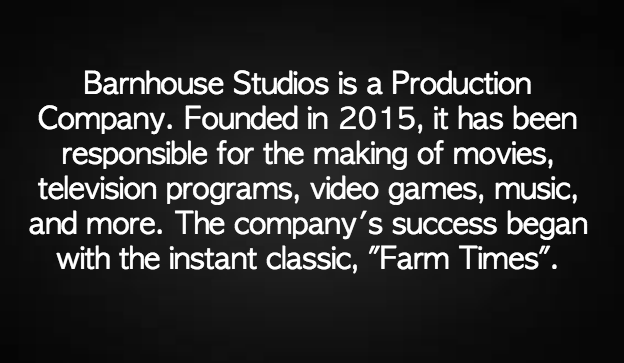 Barnhouse Studios is a Production
Company. Founded in 2015, it has been
responsible for the making of movies,
television programs, video games, music,
and more. The company's success began
with the instant classic, "Farm Times".